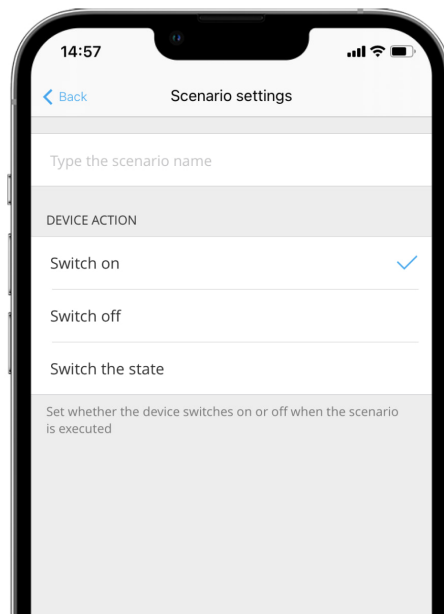 14:57
Back
Scenario settings
Type the scenario name
DEVICE ACTION
Switch on
Switch off
Switch the state
Set whether the device switches on or off when the scenario
is executed